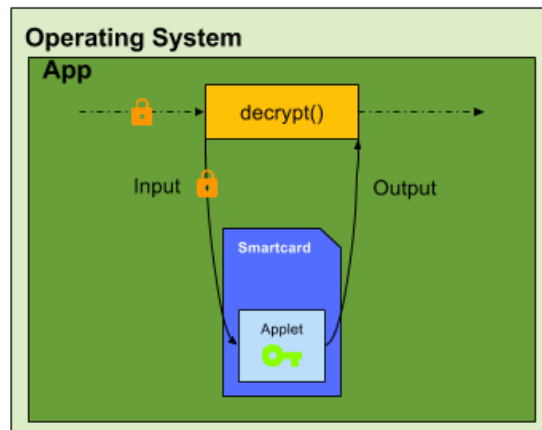 Operating System
App
decrypt()
Input
Output
Smartcard
Applet